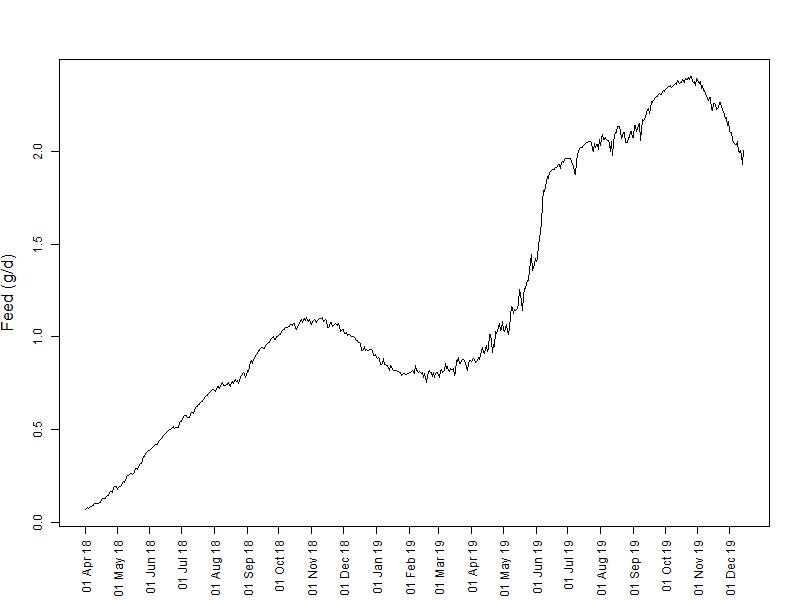 Feed (g/d)
2.0
1.5
1.0
0.5
0.0
01 Apr 18
01 May 18
01 Jun 18
01 Jul 18
01 Aug 18
01 Sep 18
01 Oct 18
01 Nov 18
01 Dec 18
01 Jan 19
01 Feb 19
01 Mar 19
01 Apr 19
01 May 19
01 Jun 19
01 Jul 19
01 Aug 19
01 Sep 19
01 Oct 19
01 Nov 19
01 Dec 19